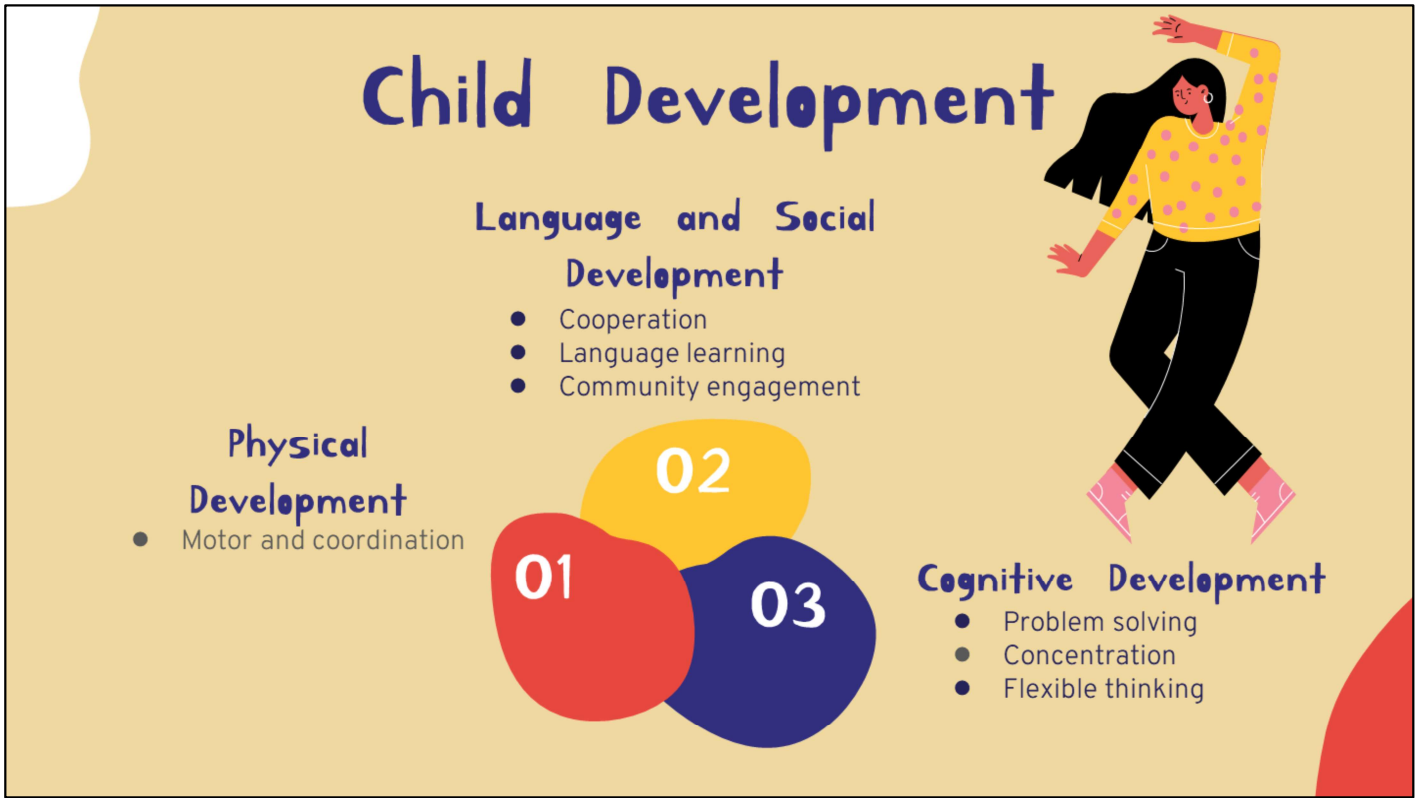 Child Development
Language and Social
Development
● Cooperation
● Language learning
● Community engagement
Physical
Development
● Motor and coordination
02
01
03
Cognitive Development
● Problem solving
● Concentration
● Flexible thinking